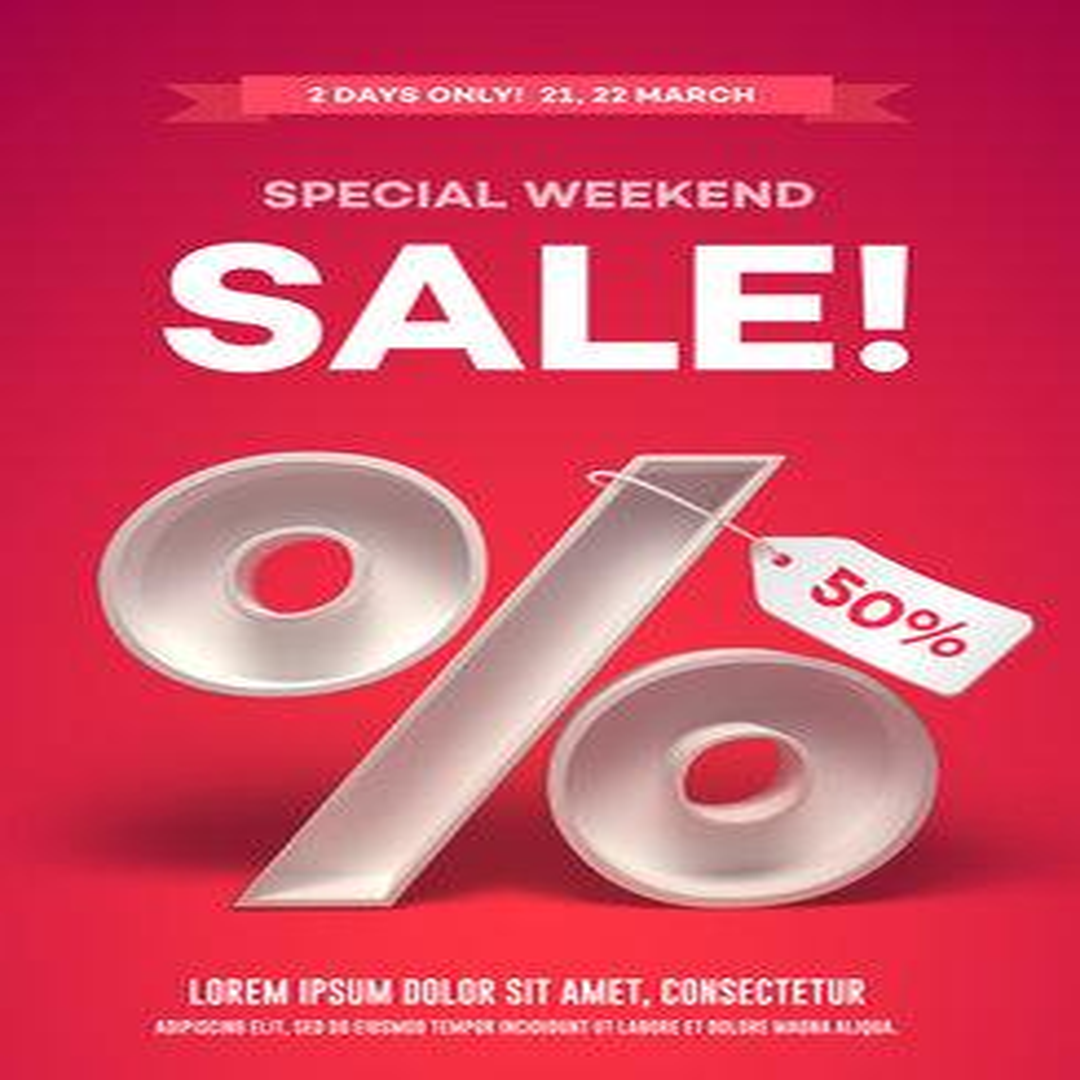 2 DAYS ONLY! 21, 22 MARCH
SPECIAL WEEKEND
SALE!
%
50%
LOREM IPSUM DOLOR SIT AMET, CONSECTETUR
ADIPISCING ELIT, SED DO EIUSMOD TEMPOR INCIDIDUNT UT LABORE ET DOLORE MAGNA ALIQUA.